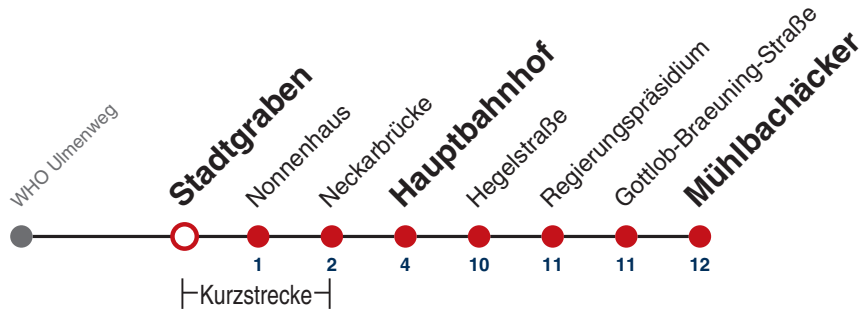 WHO Ulmenweg
Stadtgraben
Nonnenhaus
Neckarbrücke
Hauptbahnhof
Hegelstraße
Regierungspräsidium
Gottlob-Braeuning-Straße
Mühlbachäcker
1 2 4 10 11 11 12
Kurzstrecke